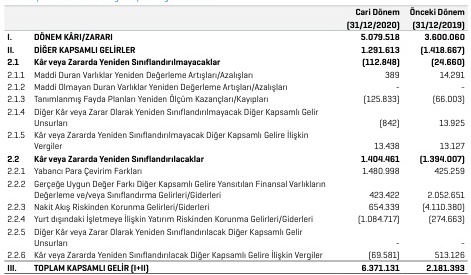 Cari Dönem Önceki Dönem
(31/12/2020) (31/12/2019)
I. DÖNEM KÂRI/ZARARI 5.079.518 3.600.060
II. DİĞER KAPSAMLI GELİRLER 1.291.613 (1.418.667)
2.1 Kâr veya Zararda Yeniden Sınıflandırılmayacaklar (112.848) (24.660)
2.1.1 Maddi Duran Varlıklar Yeniden Değerleme Artışları/Azalışları 389 14.291
2.1.2 Maddi Olmayan Duran Varlıklar Yeniden Değerleme Artışları/Azalışları - -
2.1.3 Tanımlanmış Fayda Planları Yeniden Ölçüm Kazançları/Kayıpları (125.833) (66.003)
2.1.4 Diğer Kâr veya Zarar Olarak Yeniden Sınıflandırılmayacak Diğer Kapsamlı Gelir
Unsurları (842) 13.925
2.1.5 Kâr veya Zararda Yeniden Sınıflandırılmayacak Diğer Kapsamlı Gelire İlişkin
Vergiler 13.438 13.127
2.2 Kâr veya Zararda Yeniden Sınıflandırılacaklar 1.404.461 (1.394.007)
2.2.1 Yabancı Para Çevirim Farkları 1.480.998 425.259
2.2.2 Gerçeğe Uygun Değer Farkı Diğer Kapsamlı Gelire Yansıtılan Finansal Varlıkların
Değerleme ve/veya Sınıflandırma Gelirleri/Giderleri 423.422 2.052.651
2.2.3 Nakit Akış Riskinden Korunma Gelirleri/Giderleri 654.339 (4.110.380)
2.2.4 Yurt dışındaki İşletmeye İlişkin Yatırım Riskinden Korunma Gelirleri/Giderleri (1.084.717) (274.663)
2.2.5 Diğer Kâr veya Zarar Olarak Yeniden Sınıflandırılacak Diğer Kapsamlı Gelir
Unsurları - -
2.2.6 Kâr veya Zararda Yeniden Sınıflandırılacak Diğer Kapsamlı Gelire İlişkin Vergiler (69.581) 513.126
III. TOPLAM KAPSAMLI GELİR (I+II) 6.371.131 2.181.393